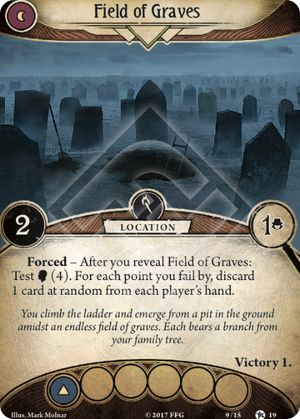 Field of Graves
2
LOCATION
1
Forced – After you reveal Field of Graves:
Test (4). For each point you fail by, discard
1 card at random from each player's hand.
You climb the ladder and emerge from a pit in the ground
amidst an endless field of graves. Each bears a branch from
your family tree.
Victory 1.
Illus. Mark Molnar
© 2017 FFG
9/15
19